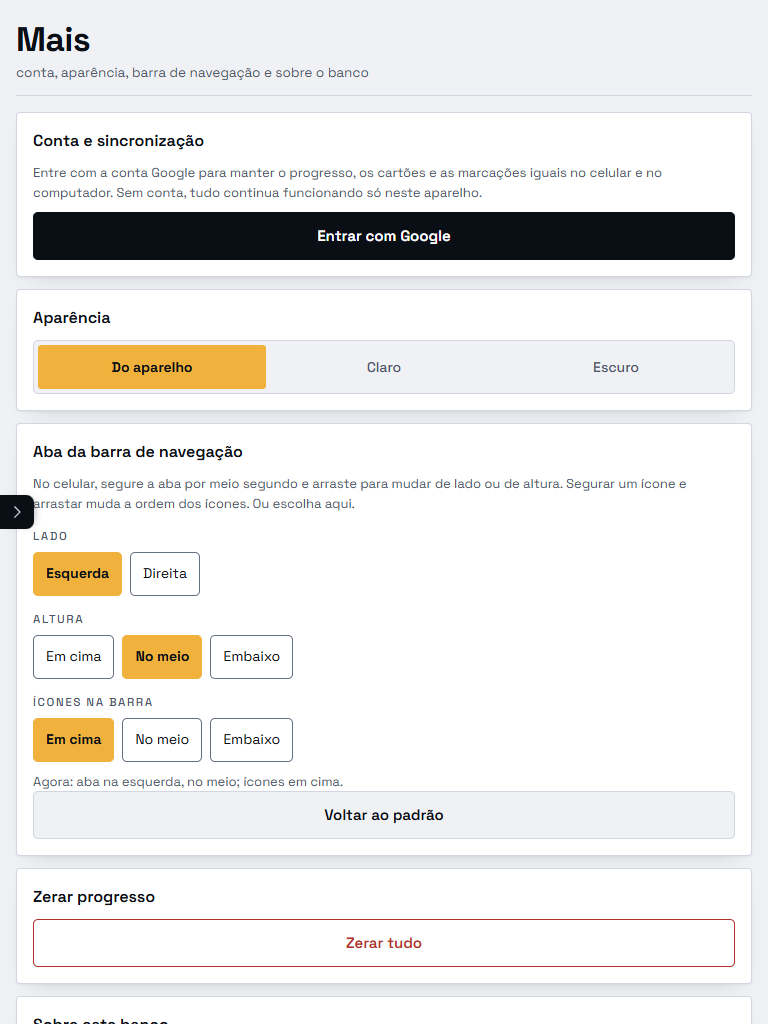 Mais
conta, aparência, barra de navegação e sobre o banco
Conta e sincronização
Entre com a conta Google para manter o progresso, os cartões e as marcações iguais no celular e no
computador. Sem conta, tudo continua funcionando só neste aparelho.
Entrar com Google
Aparência
Do aparelho
Claro
Escuro
Aba da barra de navegação
No celular, segure a aba por meio segundo e arraste para mudar de lado ou de altura. Segurar um ícone e
arrastar muda a ordem dos ícones. Ou escolha aqui.
LADO
Esquerda
Direita
ALTURA
Em cima
No meio
Embaixo
ÍCONES NA BARRA
Em cima
No meio
Embaixo
Agora: aba na esquerda, no meio; ícones em cima.
Voltar ao padrão
Zerar progresso
Zerar tudo
Sobre este banco